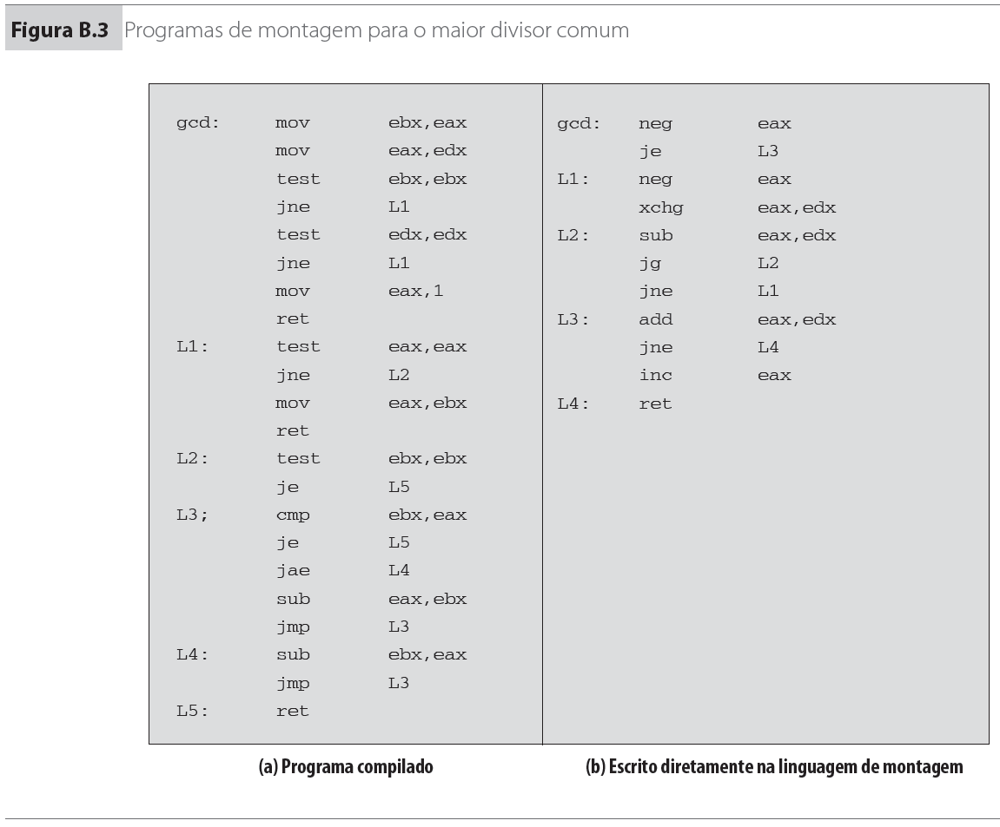 Figura B.3 Programas de montagem para o maior divisor comum
gcd: mov ebx,eax
mov eax,edx
test ebx,ebx
jne L1
test edx,edx
jne L1
mov eax,1
ret
L1: test eax,eax
jne L2
mov eax,ebx
ret
L2: test ebx,ebx
je L5
L3; cmp ebx,eax
je L5
jae L4
sub eax,ebx
jmp L3
L4: sub ebx,eax
jmp L3
L5: ret
(a) Programa compilado
gcd: neg eax
je L3
L1: neg eax
xchg eax,edx
L2: sub eax,edx
jg L2
jne L1
L3: add eax,edx
jne L4
inc eax
L4: ret
(b) Escrito diretamente na linguagem de montagem